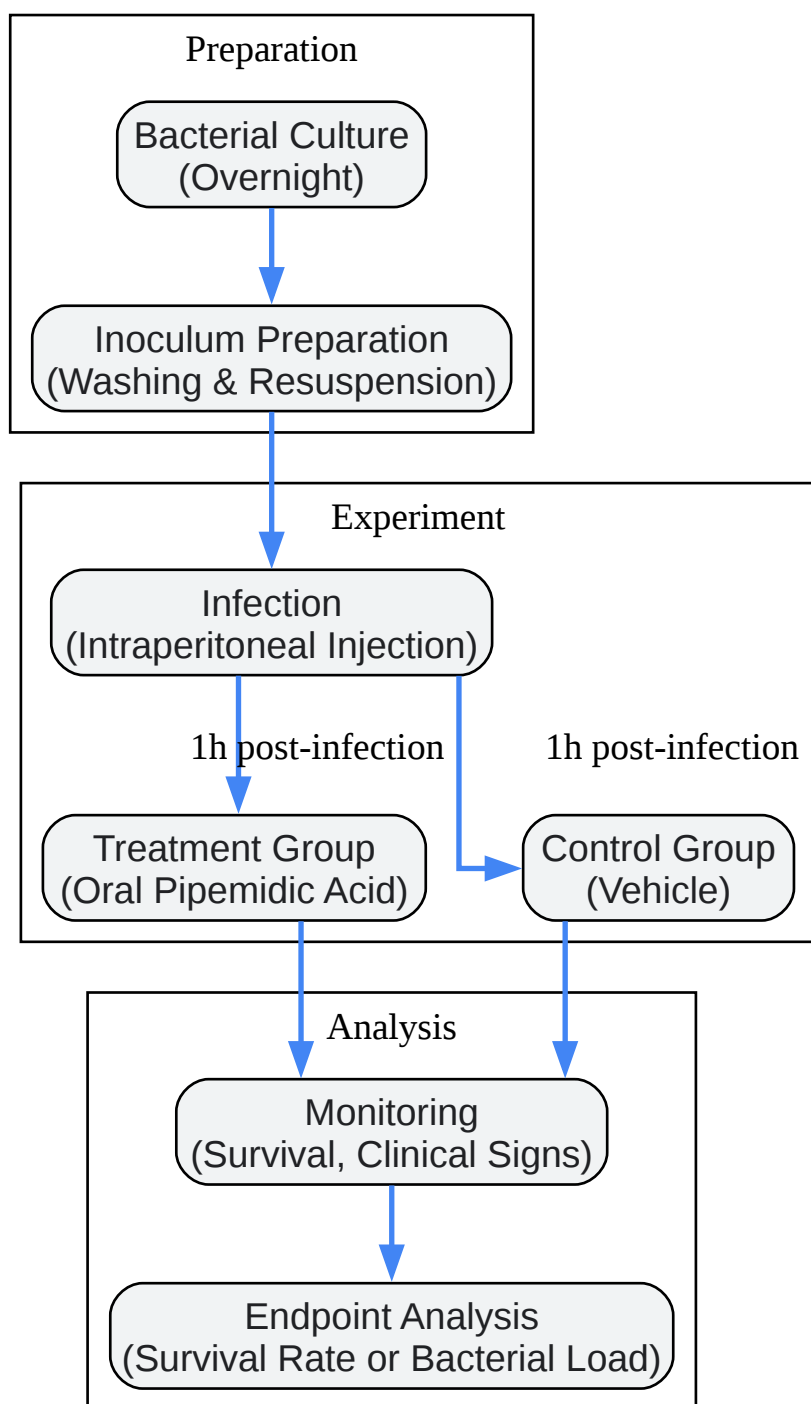 Preparation
Bacterial Culture
(Overnight)
Inoculum Preparation
(Washing & Resuspension)
Experiment
Infection
(Intraperitoneal Injection)
1h post-infection
1h post-infection
Treatment Group
(Oral Pipemidic Acid)
Control Group
(Vehicle)
Analysis
Monitoring
(Survival, Clinical Signs)
Endpoint Analysis
(Survival Rate or Bacterial Load)